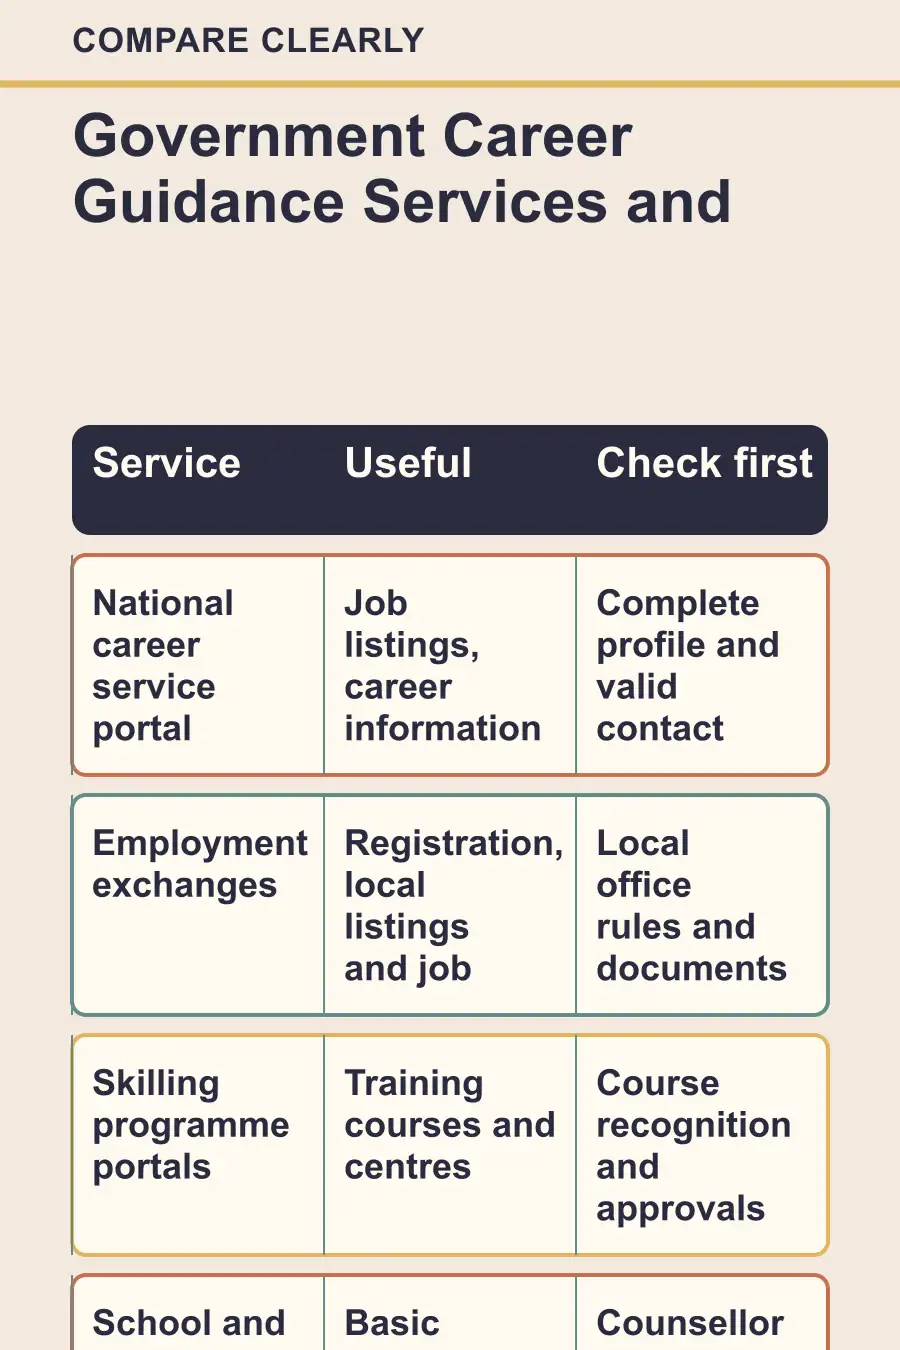 COMPARE CLEARLY
Government Career
Guidance Services and
Service
Useful
Check first
National
career
service
portal
Job
listings,
career
information
Complete
profile and
valid
contact
Employment
exchanges
Registration,
local
listings
and job
Local
office
rules and
documents
Skilling
programme
portals
Training
courses and
centres
Course
recognition
and
approvals
School and
Basic
Counsellor